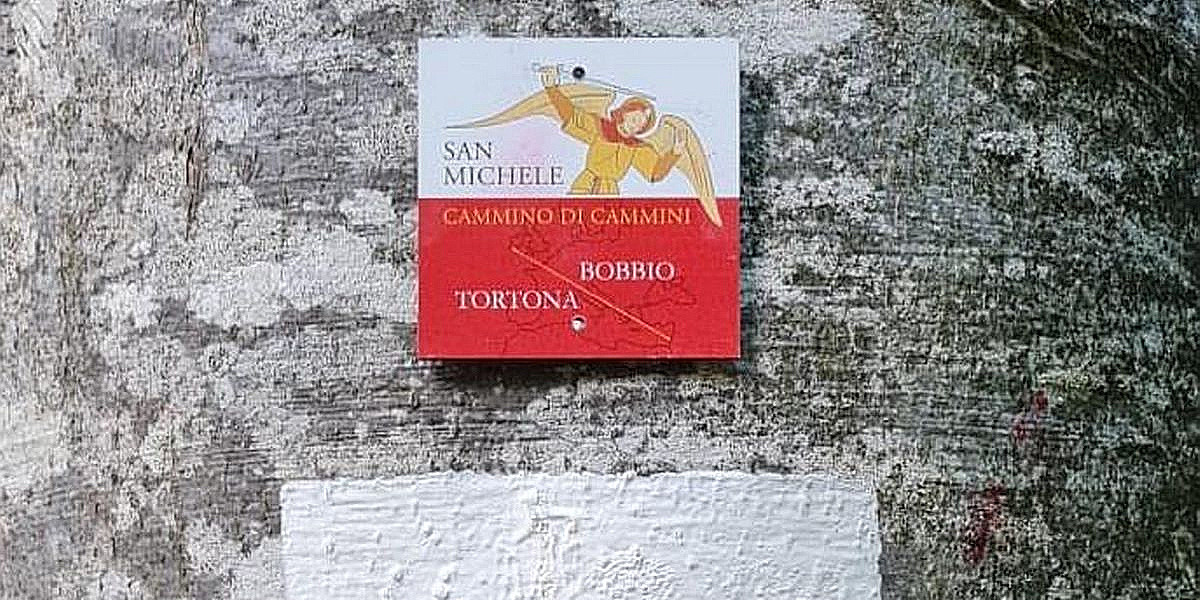 SAN
MICHELE
CAMMINO DI CAMMINI
BOBBIO
TORTONA